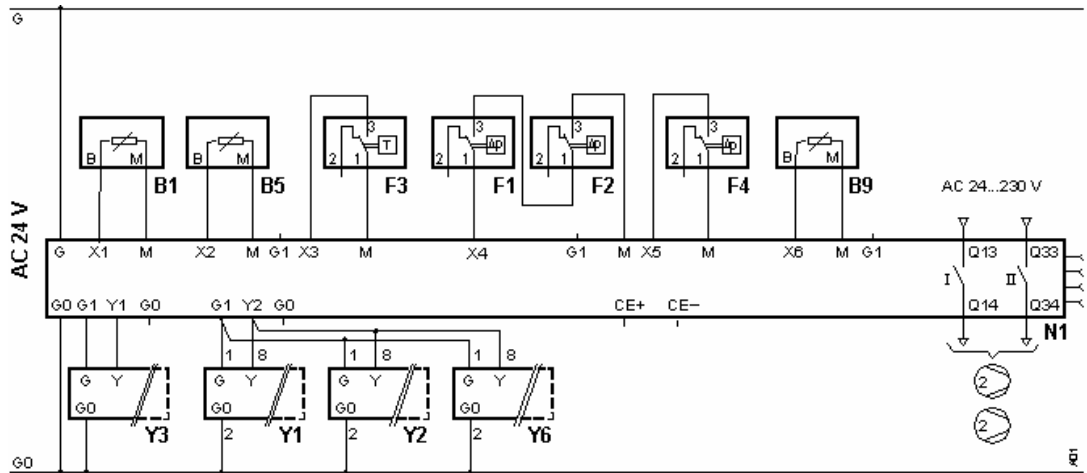 G
AC 24 V
3 3 3 3
B M B M 2 1 T 2 1 Δp 2 1 Δp 2 1 Δp B M
B1 B5 F3 F1 F2 F4 B9
AC 24...230 V
G X1 M X2 M G1 X3 M X4 G1 M X5 M X6 M G1 Q13 Q33
I II
G0 G1 Y1 G0 G1 Y2 G0 CE+ CE− Q14 Q34
N1
1 8 1 8 1 8
G Y G Y G Y G Y
G0 G0 G0 G0
2
Y3 2 Y1 2 Y2 2 Y6
2
G0